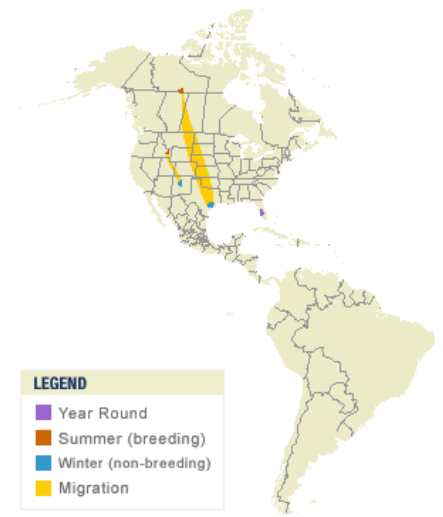 LEGEND
Year Round
Summer (breeding)
Winter (non-breeding)
Migration